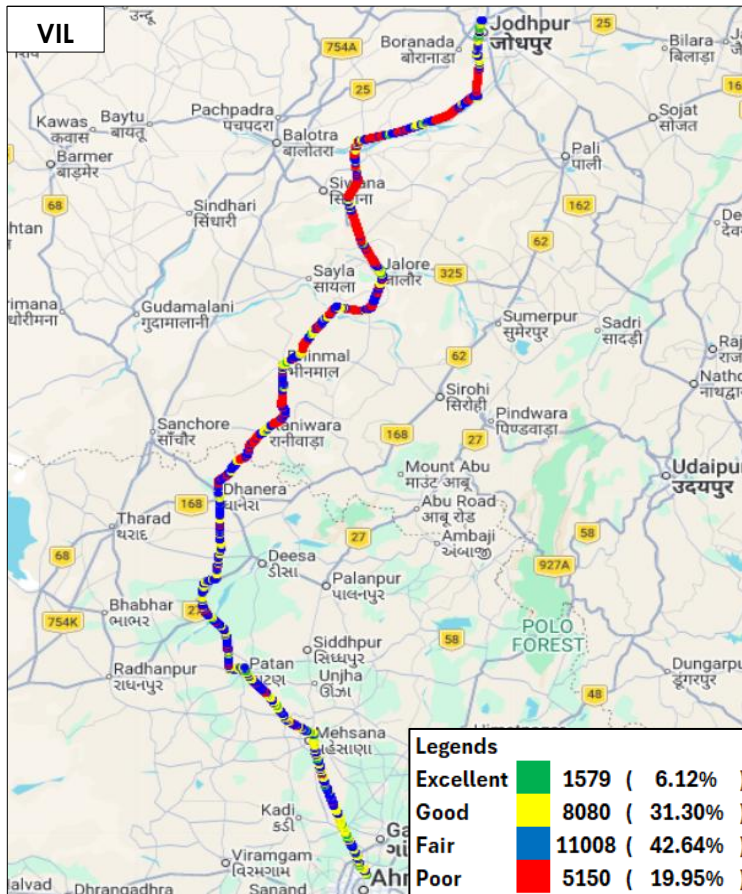 VIL
उन्दू
Jodhpur
जोधपुर
25
754A
Boranada
बोरानाडा
Bilara
बिलाड़ा
25
Kawas
कवास
Baytu
बायतू
Pachpadra
पचपदरा
Sojat
सोजत
Balotra
बालोतरा
Barmer
बाड़मेर
Pali
पाली
68
Sindhari
सिंधारी
162
62
Sayla
सायला
Jalore
325
Gudamalani
गुदामालानी
Sumerpur
सुमेरपुर
Sadri
सादड़ी
भीनमाल
62
Sirohi
सिरोही
Pindwara
पिण्डवाड़ा
Sanchore
साँचौर
रानीवाड़ा
168
27
Mount Abu
माउंट आबू
Udaipur
उदयपुर
Dhanera
ધાનેરા
168
Abu Road
आबू रोड़
Tharad
થરાદ
27
Ambaji
અંબાજી
58
68
Deesa
ડીસા
927A
Palanpur
પાલનપુર
Bhabhar
ભાભર
754K
POLO
FOREST
Siddhpur
સિધ્ધપુર
58
Patan
Radhanpur
રાધનપુર
Unjha
ઊંઝા
Dungarpur
डूंगरपुर
48
Mehsana
Kadi
કડી
Viramgam
વિરમગામ
Sanand
Dhrangadhra
Legends
Excellent 1579 ( 6.12% )
Good 8080 ( 31.30% )
Fair 11008 ( 42.64% )
Poor 5150 ( 19.95% )